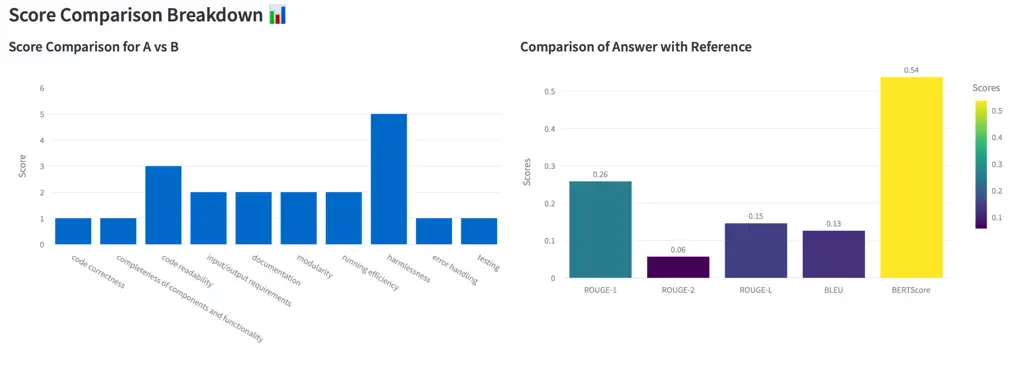 Score Comparison Breakdown 📊
Score Comparison for A vs B
Score
6
5
4
3
2
1
0
code correctness
completeness of components and functionality
code readability
input/output requirements
documentation
modularity
running efficiency
harmlessness
error handling
testing
Comparison of Answer with Reference
Scores
0.5
0.4
0.3
0.2
0.1
0
0.26
0.06
0.15
0.13
0.54
ROUGE-1
ROUGE-2
ROUGE-L
BLEU
BERTScore
Scores
0.5
0.4
0.3
0.2
0.1